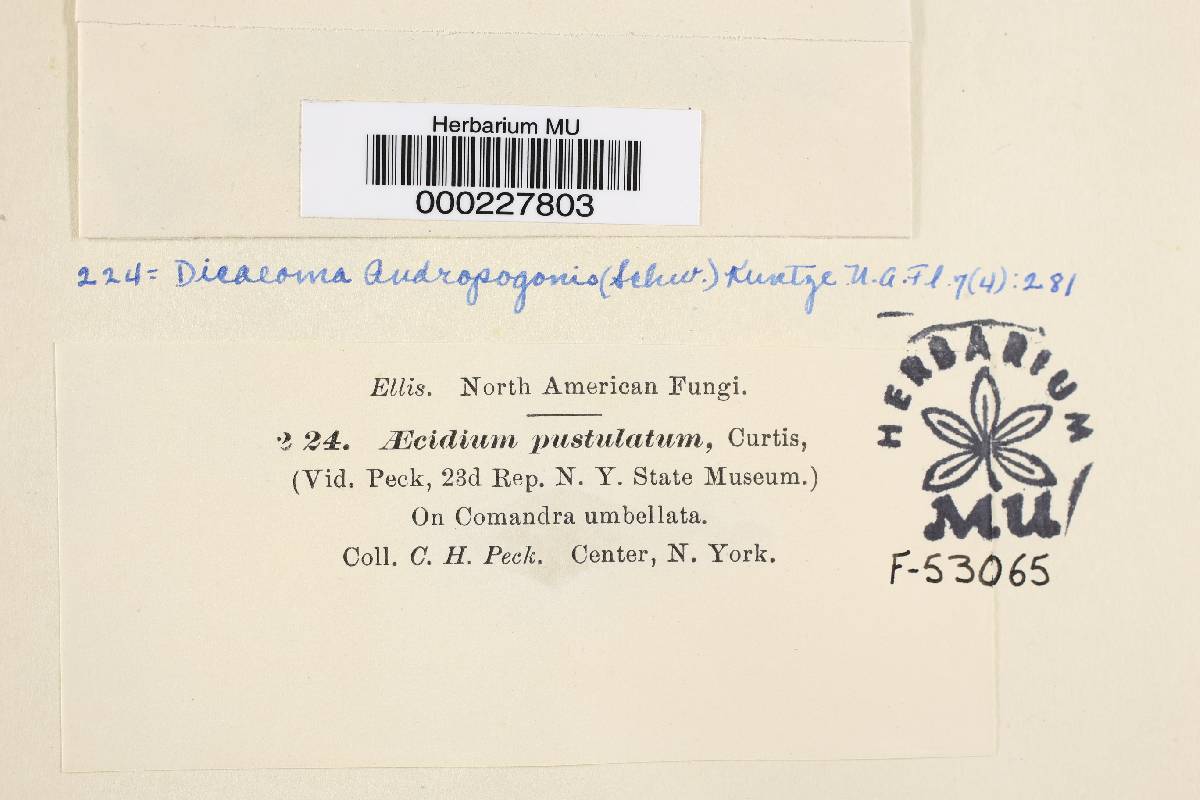 Herbarium MU
000227803
224 = Dicaeoma Andropogonis (Schw.) Kuntze N.A.Fl. 7(4):281
Ellis. North American Fungi.
224. Æcidium pustulatum, Curtis,
(Vid. Peck, 23d Rep. N. Y. State Museum.)
On Comandra umbellata.
Coll. C. H. Peck. Center, N. York.
HERBARIUM
M.U.
F-53065